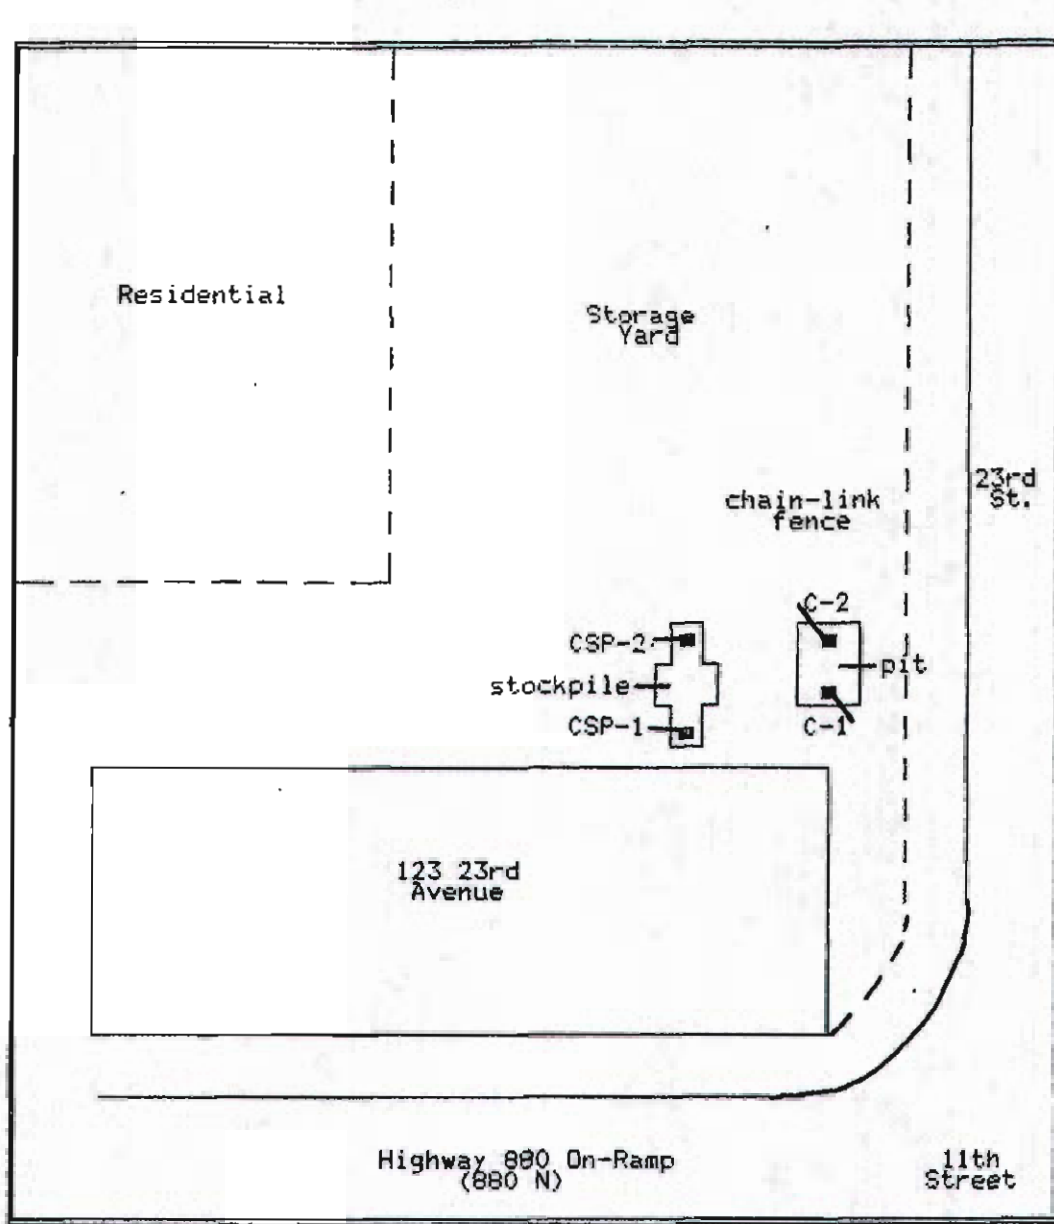 Residential
Storage
Yard
23rd
St.
chain-link
fence
C-2
CSP-2
pit
stockpile
CSP-1
C-1
123 23rd
Avenue
Highway 880 On-Ramp
(880 N)
11th
Street